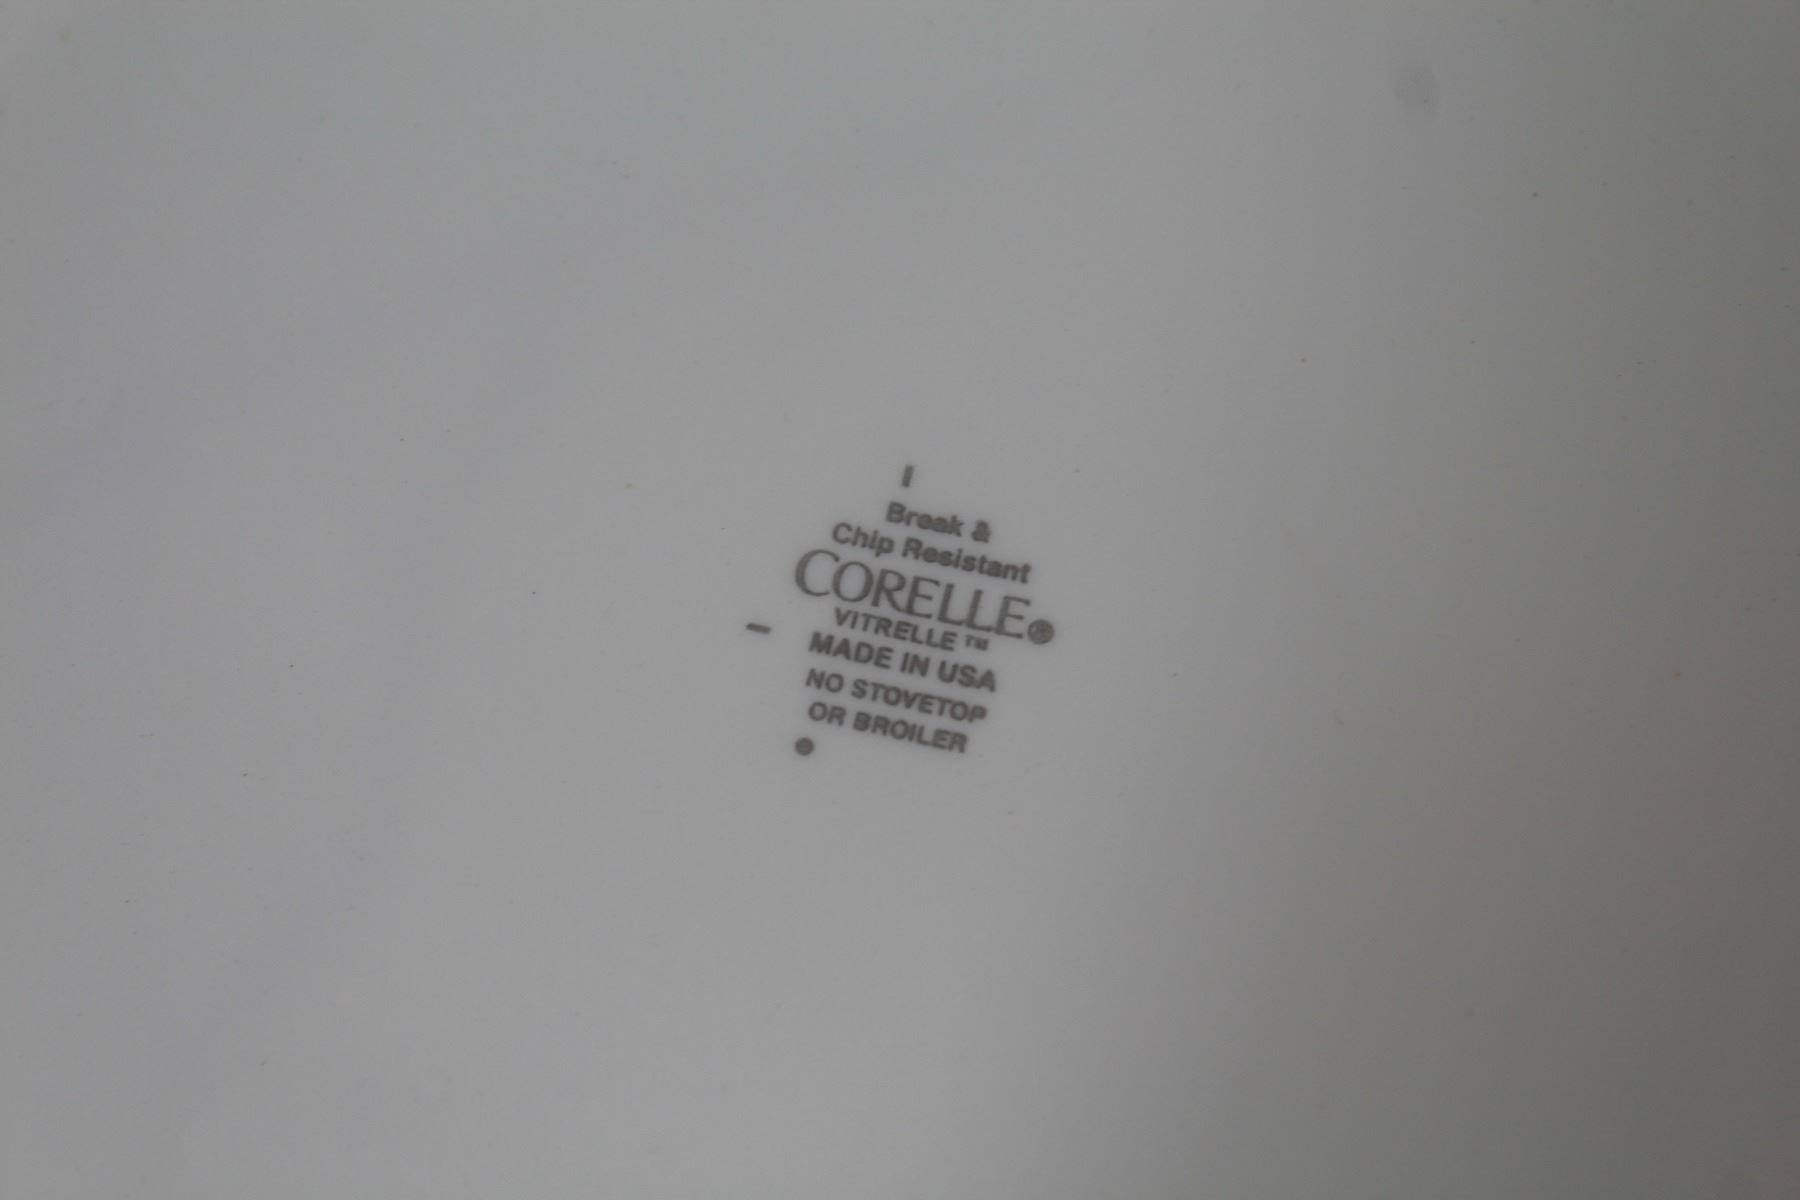 Break &
Chip Resistant
CORELLE®
VITRELLE™
MADE IN USA
NO STOVETOP
OR BROILER